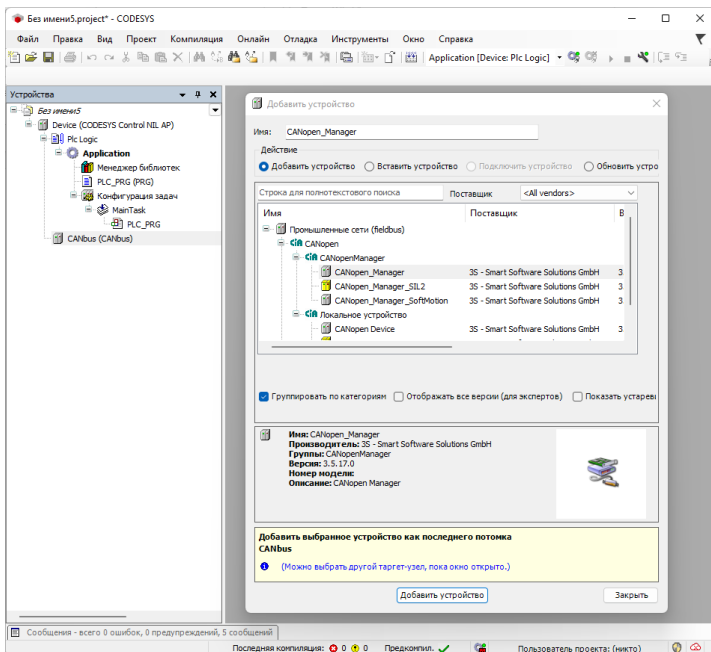 Без имени5.project* - CODESYS
Файл Правка Вид Проект Компиляция Онлайн Отладка Инструменты Окно Справка
Application [Device: Plc Logic]
Устройства
Без имени5
Device (CODESYS Control NIL AP)
Plc Logic
Application
Менеджер библиотек
PLC_PRG (PRG)
Конфигурация задач
MainTask
PLC_PRG
CANbus (CANbus)
Добавить устройство
Имя: CANopen_Manager
Действие
Добавить устройство Вставить устройство Подключить устройство Обновить устро
Строка для полнотекстового поиска Поставщик <All vendors>
Имя Поставщик В
Промышленные сети (fieldbus)
CiA CANopen
CiA CANopenManager
CANopen_Manager 3S - Smart Software Solutions GmbH 3
CANopen_Manager_SIL2 3S - Smart Software Solutions GmbH 3
CANopen_Manager_SoftMotion 3S - Smart Software Solutions GmbH 3
CiA Локальное устройство
CANopen Device 3S - Smart Software Solutions GmbH 3
Группировать по категориям Отображать все версии (для экспертов) Показать устарев
Имя: CANopen_Manager
Производитель: 3S - Smart Software Solutions GmbH
Группы: CANopenManager
Версия: 3.5.17.0
Номер модели:
Описание: CANopen Manager
Добавить выбранное устройство как последнего потомка
CANbus
(Можно выбрать другой таргет-узел, пока окно открыто.)
Добавить устройство Закрыть
Сообщения - всего 0 ошибок, 0 предупреждений, 5 сообщений
Последняя компиляция: 0 0 Предкомпил. Пользователь проекта: (никто)